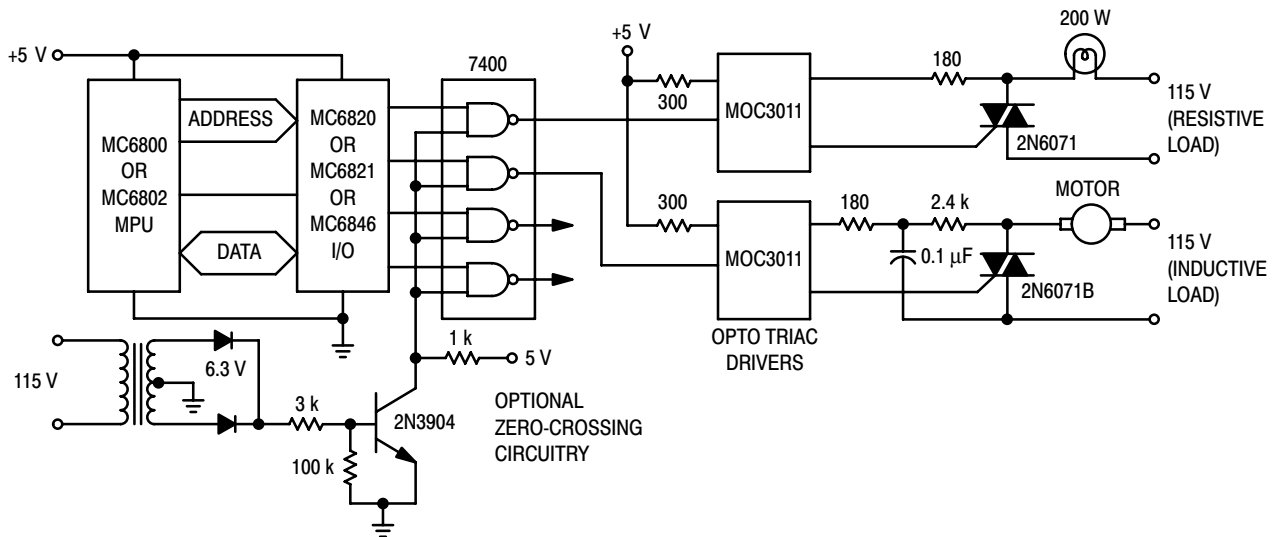 +5 V
MC6800
OR
MC6802
MPU
ADDRESS
DATA
MC6820
OR
MC6821
OR
MC6846
I/O
7400
+5 V
300
MOC3011
180
200 W
2N6071
115 V
(RESISTIVE
LOAD)
300
MOC3011
OPTO TRIAC
DRIVERS
180
2.4 k
0.1 μF
MOTOR
2N6071B
115 V
(INDUCTIVE
LOAD)
115 V
6.3 V
3 k
100 k
1 k
5 V
2N3904
OPTIONAL
ZERO-CROSSING
CIRCUITRY